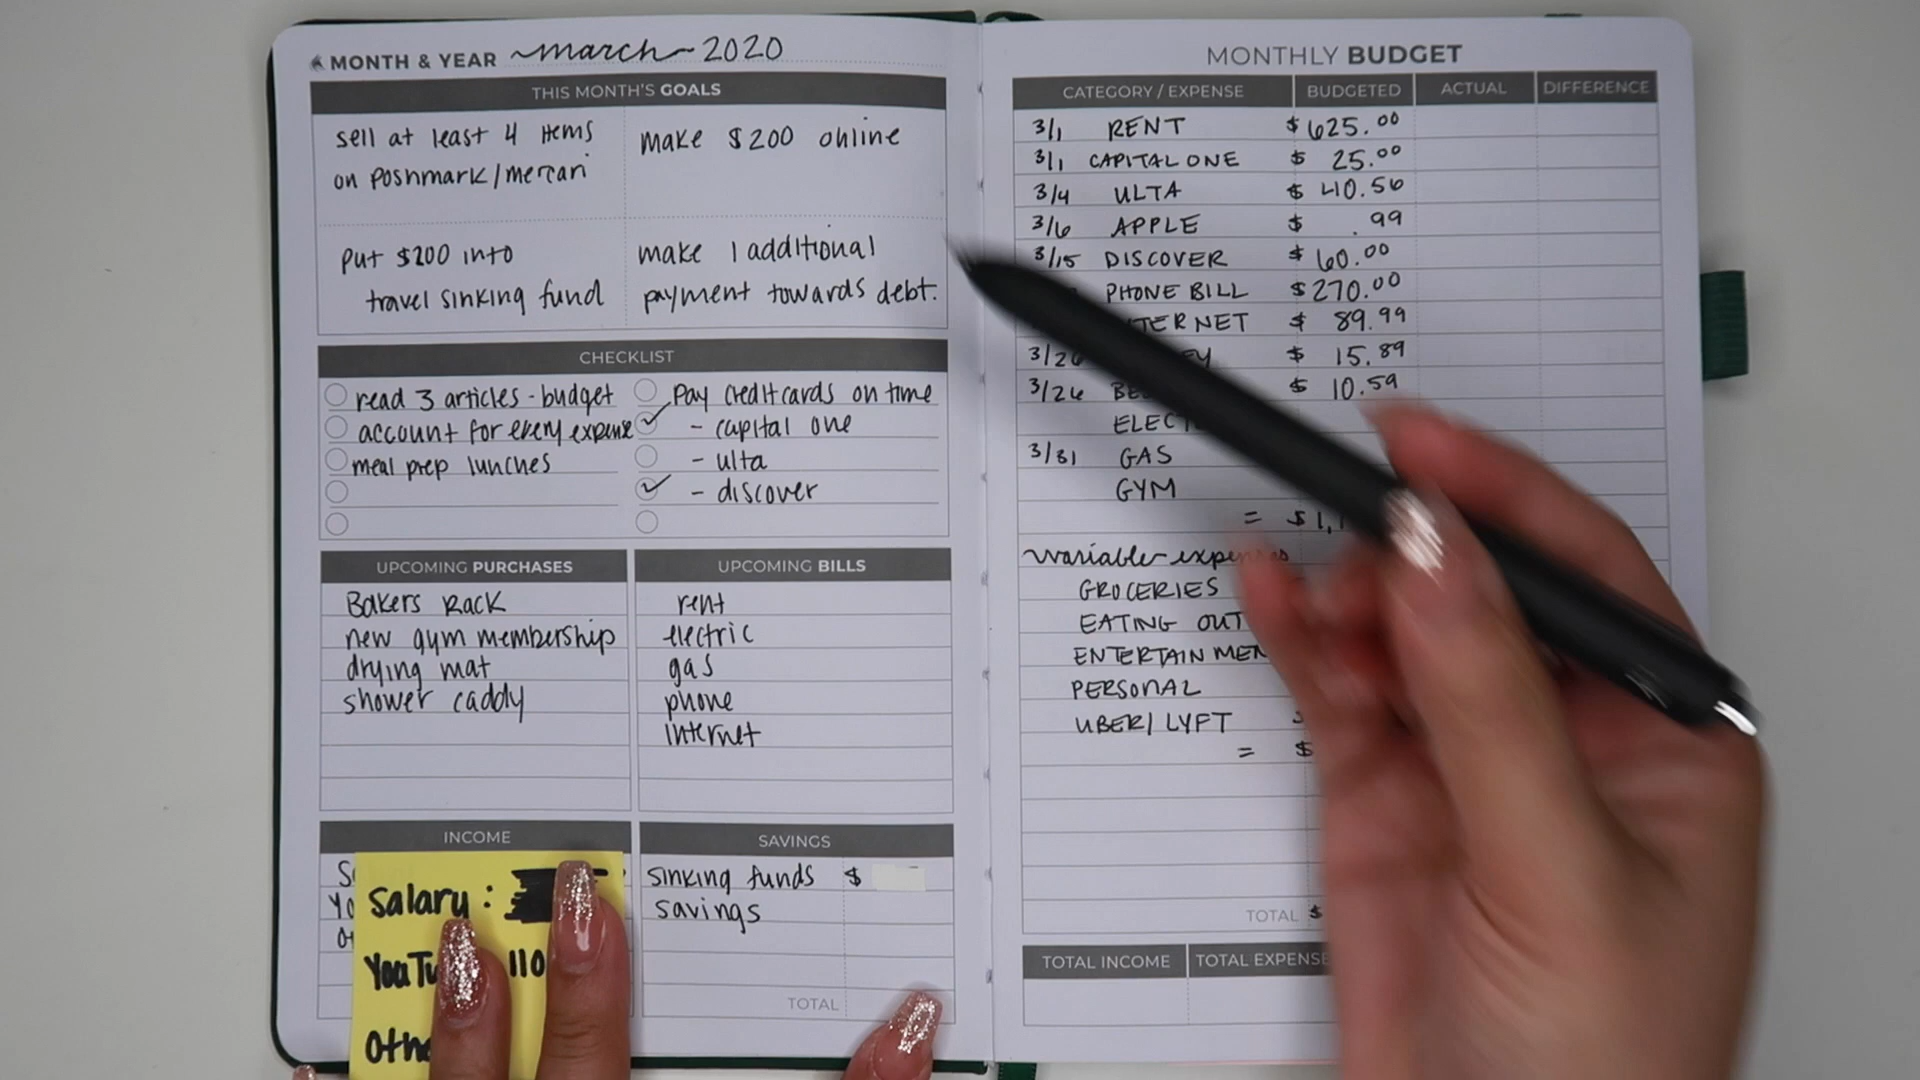 MONTH & YEAR march 2020
THIS MONTH'S GOALS
sell at least 4 items
on poshmark/mercari
make $200 online
put $200 into
travel sinking fund
make 1 additional
payment towards debt.
CHECKLIST
read 3 articles - budget
account for every expense
meal prep lunches
Pay credit cards on time
- capital one
- ulta
- discover
UPCOMING PURCHASES
Bakers Rack
new gym membership
drying mat
shower caddy
UPCOMING BILLS
rent
electric
gas
phone
internet
INCOME
Salary:
110
SAVINGS
sinking funds $
savings
TOTAL
MONTHLY BUDGET
CATEGORY / EXPENSE BUDGETED ACTUAL DIFFERENCE
3/1 RENT $625.00
3/1 CAPITAL ONE $ 25.00
3/4 ULTA $ 40.56
3/6 APPLE $ .99
3/15 DISCOVER $ 60.00
PHONE BILL $270.00
$ 89.99
$ 15.89
3/26 $ 10.59
3/31 GAS
GYM
= $1,
variable expenses
GROCERIES
EATING OUT
PERSONAL
UBER/LYFT
= $
TOTAL $
TOTAL INCOME TOTAL EXPENSE